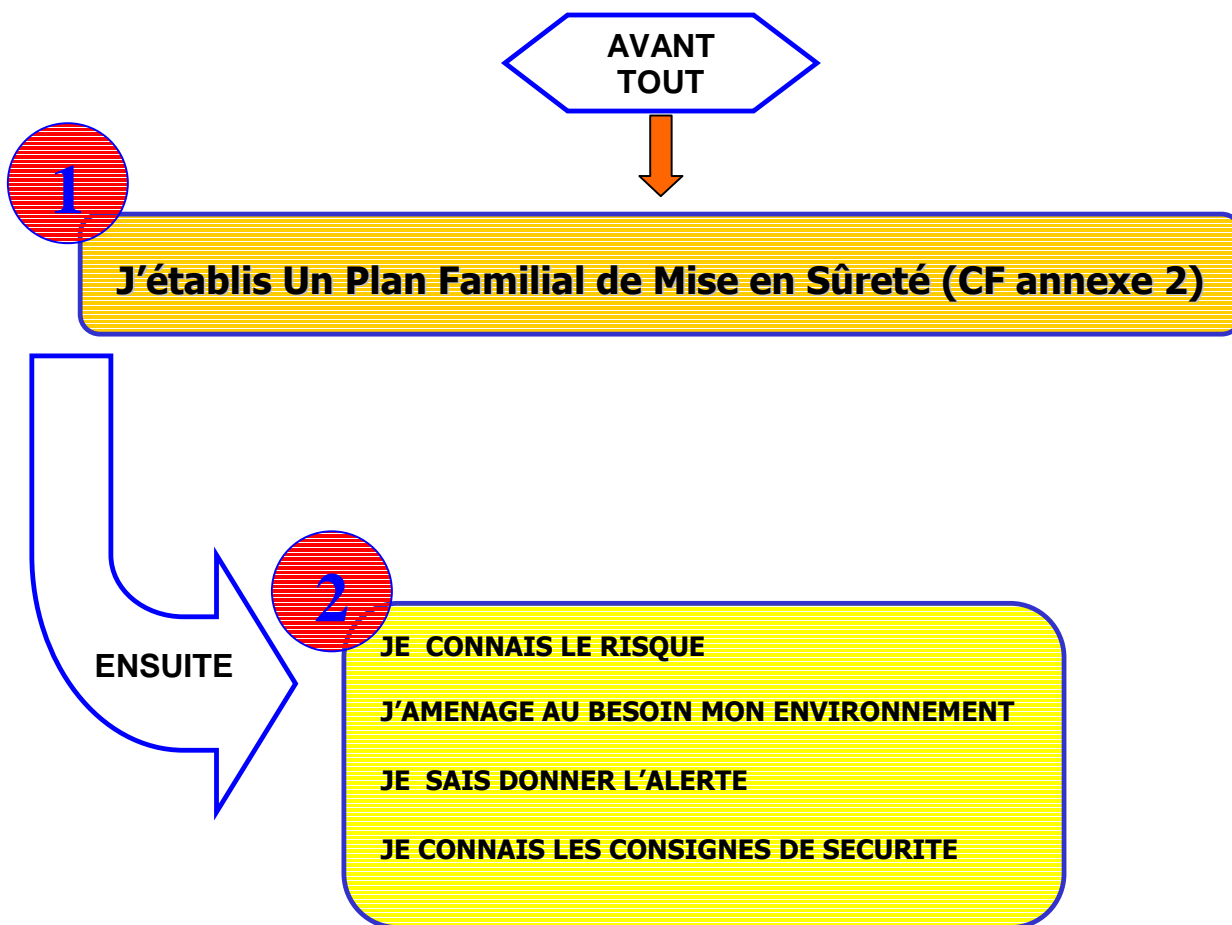 AVANT
TOUT
1
J’établis Un Plan Familial de Mise en Sûreté (CF annexe 2)
ENSUITE
2
JE CONNAIS LE RISQUE
J’AMENAGE AU BESOIN MON ENVIRONNEMENT
JE SAIS DONNER L’ALERTE
JE CONNAIS LES CONSIGNES DE SECURITE